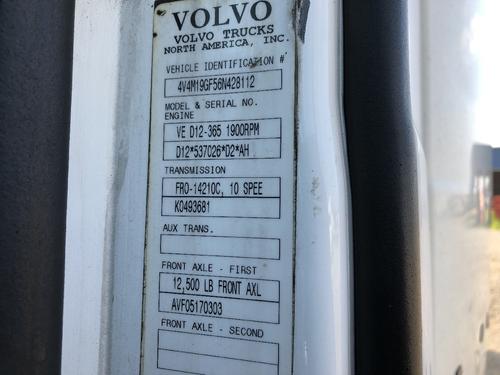 VOLVO
VOLVO TRUCKS
NORTH AMERICA, INC.
VEHICLE IDENTIFICATION #
4V4M19GF56N428112
MODEL & SERIAL NO.
ENGINE
VE D12-365 1900RPM
D12*537026*D2*AH
TRANSMISSION
FRO-14210C, 10 SPEE
K0493681
AUX TRANS.
FRONT AXLE - FIRST
12,500 LB FRONT AXL
AVF05170303
FRONT AXLE - SECOND